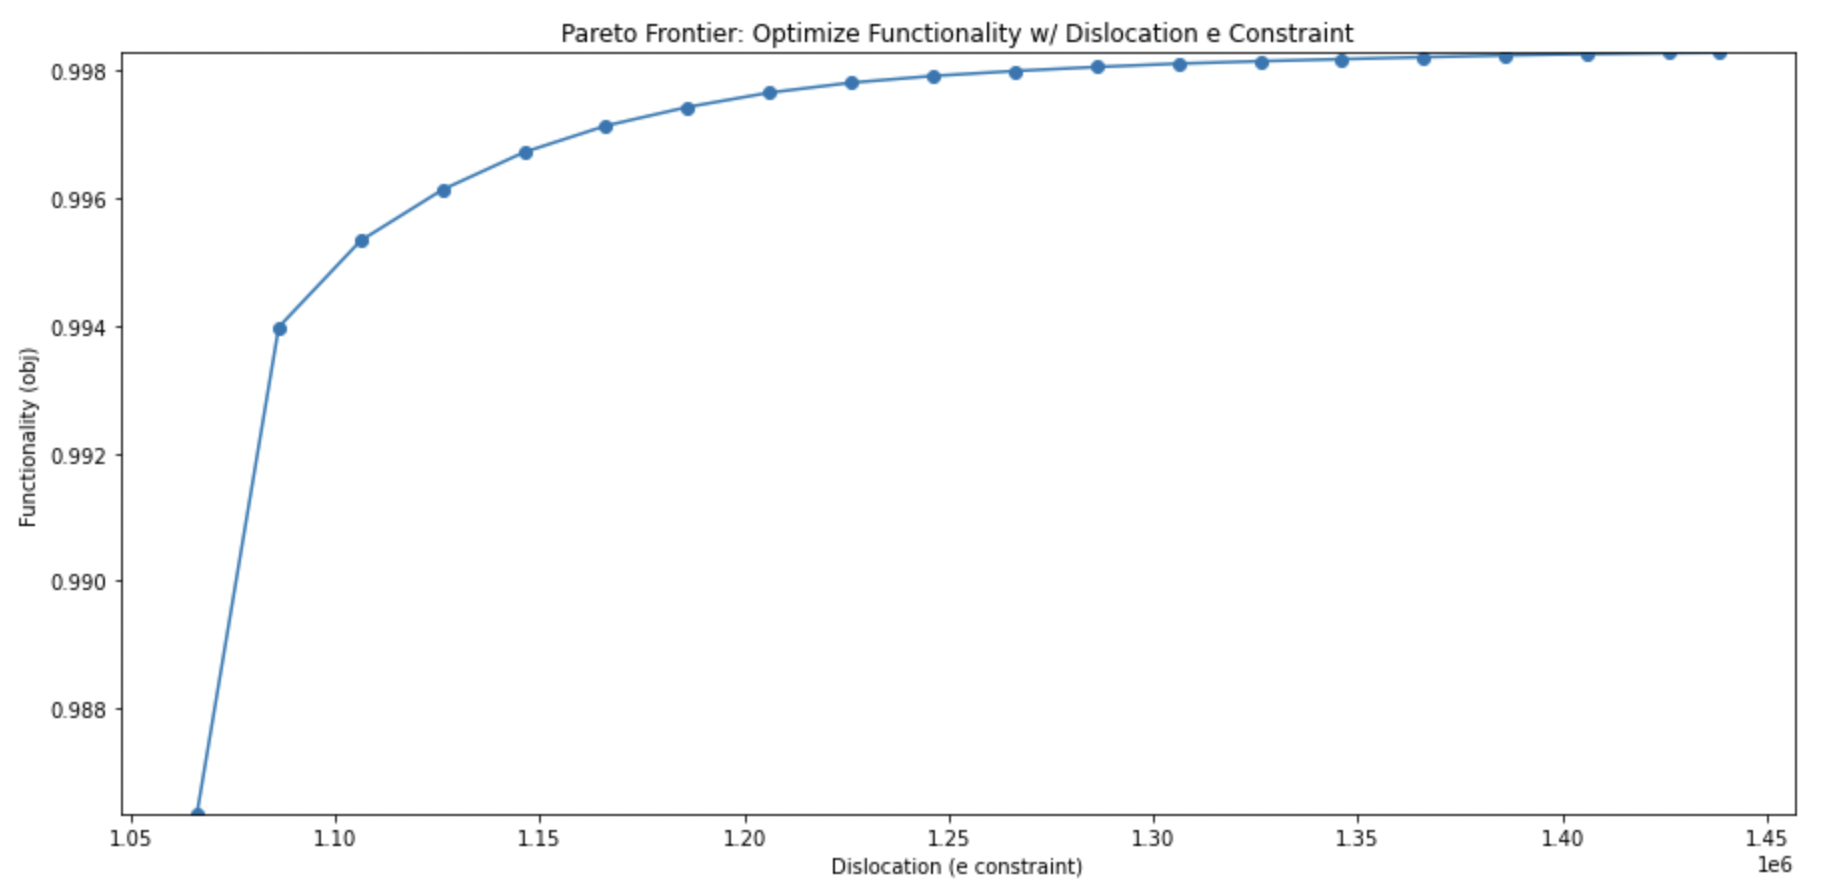 Pareto Frontier: Optimize Functionality w/ Dislocation e Constraint
0.998
0.996
0.994
0.992
0.990
0.988
Functionality (obj)
1.05 1.10 1.15 1.20 1.25 1.30 1.35 1.40 1.45
1e6
Dislocation (e constraint)